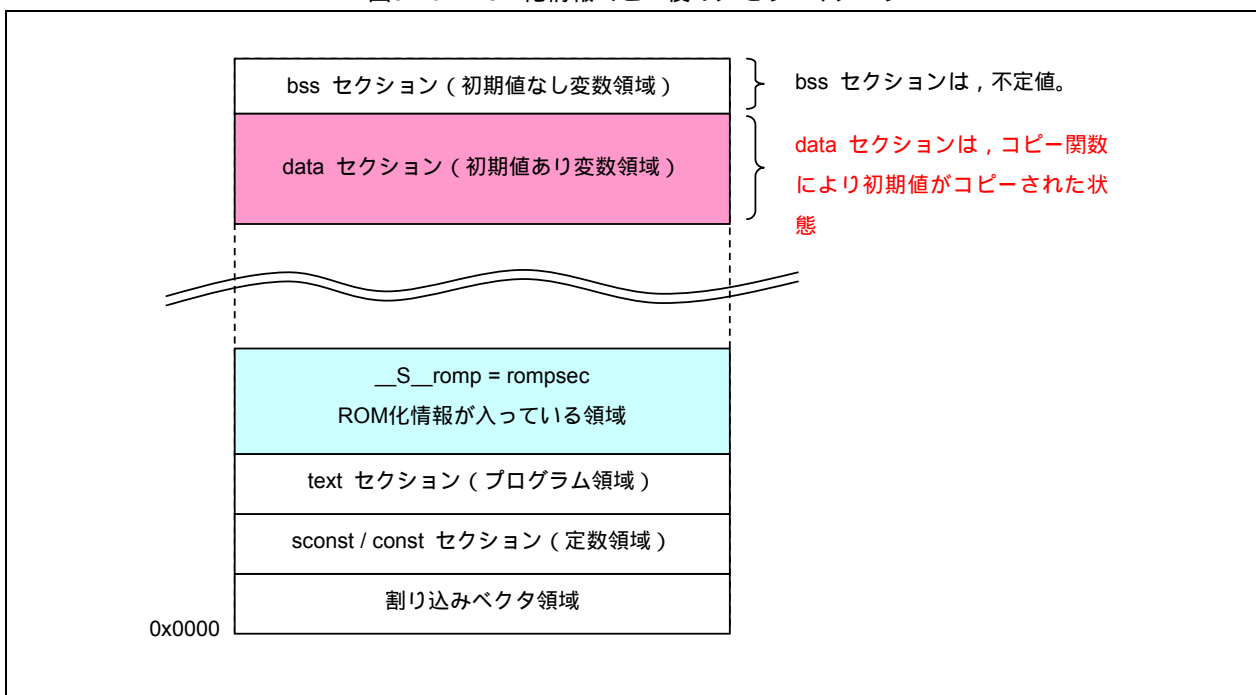 bss セクション ( 初期値なし変数領域 )
bss セクションは , 不定値。
data セクション ( 初期値あり変数領域 )
data セクションは , コピー関数
により初期値がコピーされた状
態
__S__romp = rompsec
ROM化情報が入っている領域
text セクション ( プログラム領域 )
sconst / const セクション ( 定数領域 )
割り込みベクタ領域
0x0000